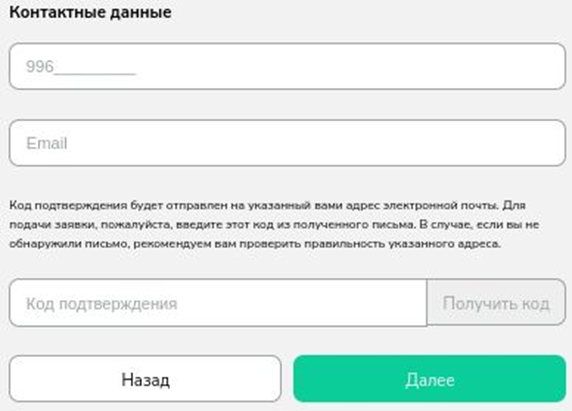 Контактные данные
996_________
Email
Код подтверждения будет отправлен на указанный вами адрес электронной почты. Для
подачи заявки, пожалуйста, введите этот код из полученного письма. В случае, если вы не
обнаружили письмо, рекомендуем вам проверить правильность указанного адреса.
Код подтверждения Получить код
Назад Далее